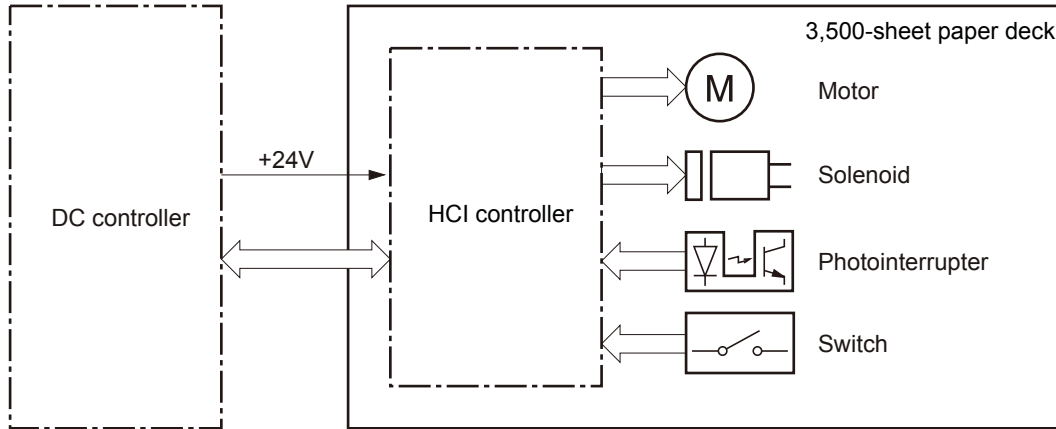 3,500-sheet paper deck
M
Motor
+24V
Solenoid
DC controller
HCI controller
Photointerrupter
Switch